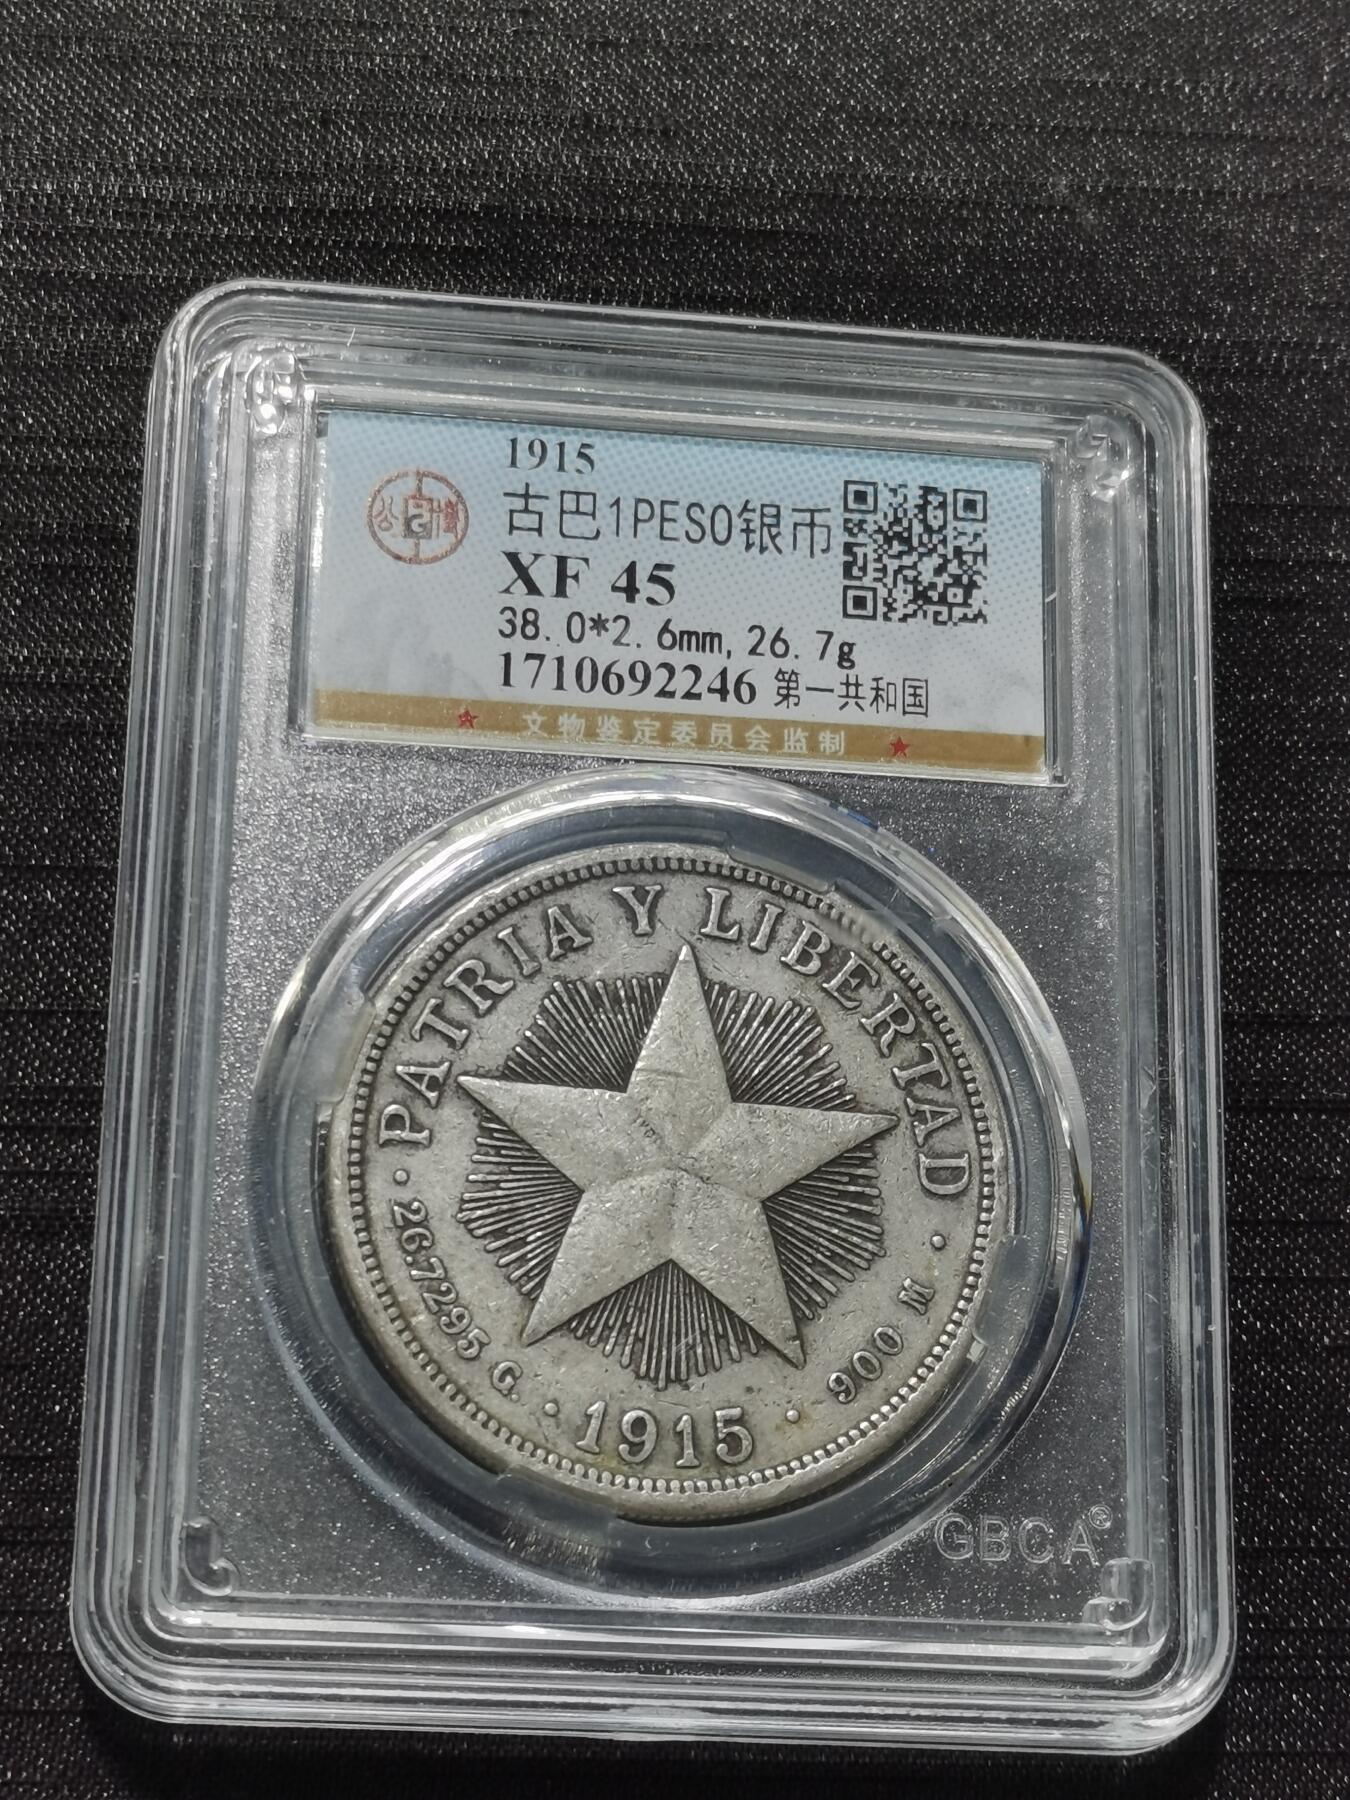 1915
古巴1PESO银币
XF 45
38.0*2.6mm,26.7g
1710692246 第一共和国
★ 文物鉴定委员会监制 ★
· PATRIA Y LIBERTAD ·
26.7295 G. · 1915 · 900 M
GBCA®